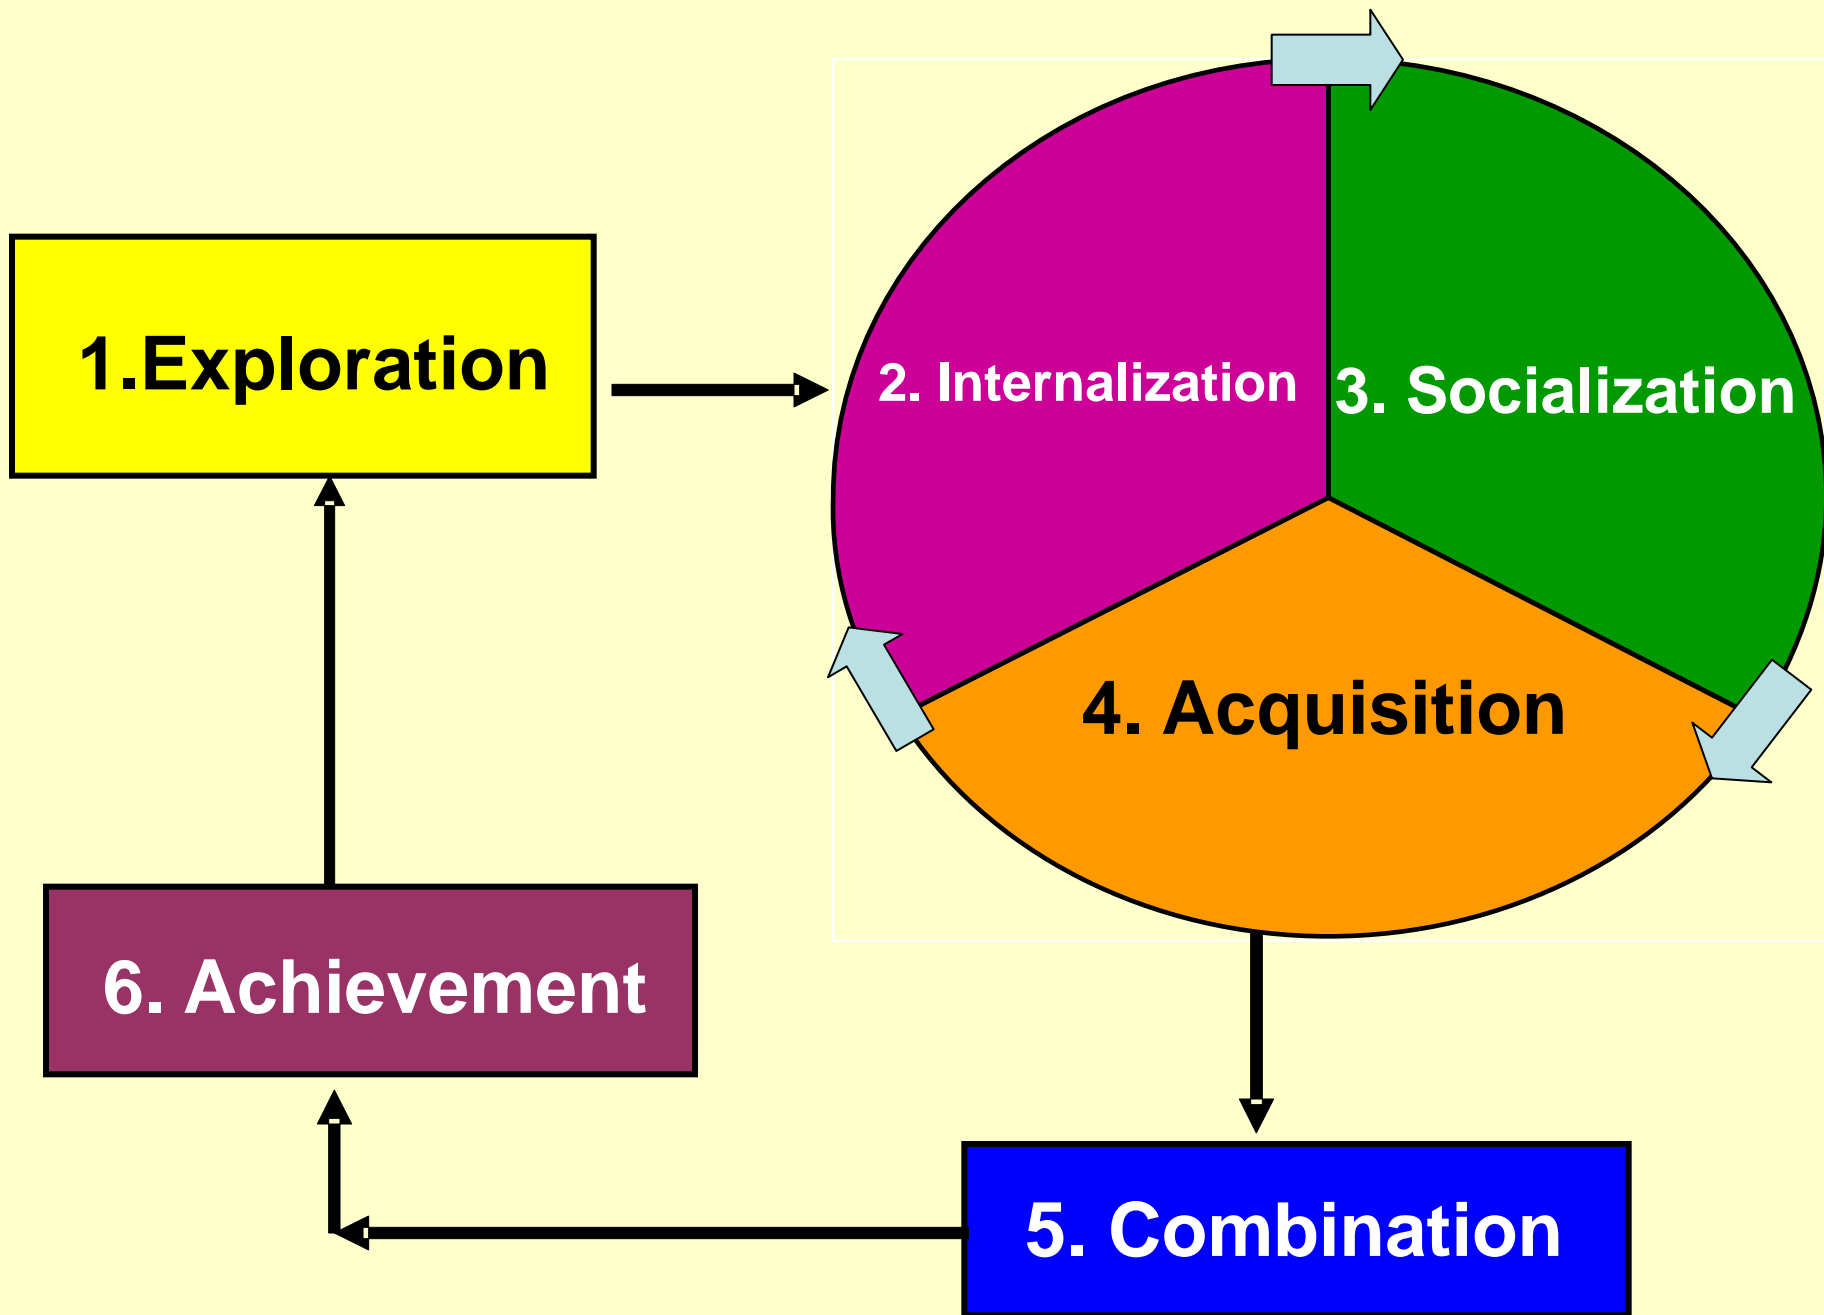 1.Exploration
2. Internalization
3. Socialization
4. Acquisition
5. Combination
6. Achievement